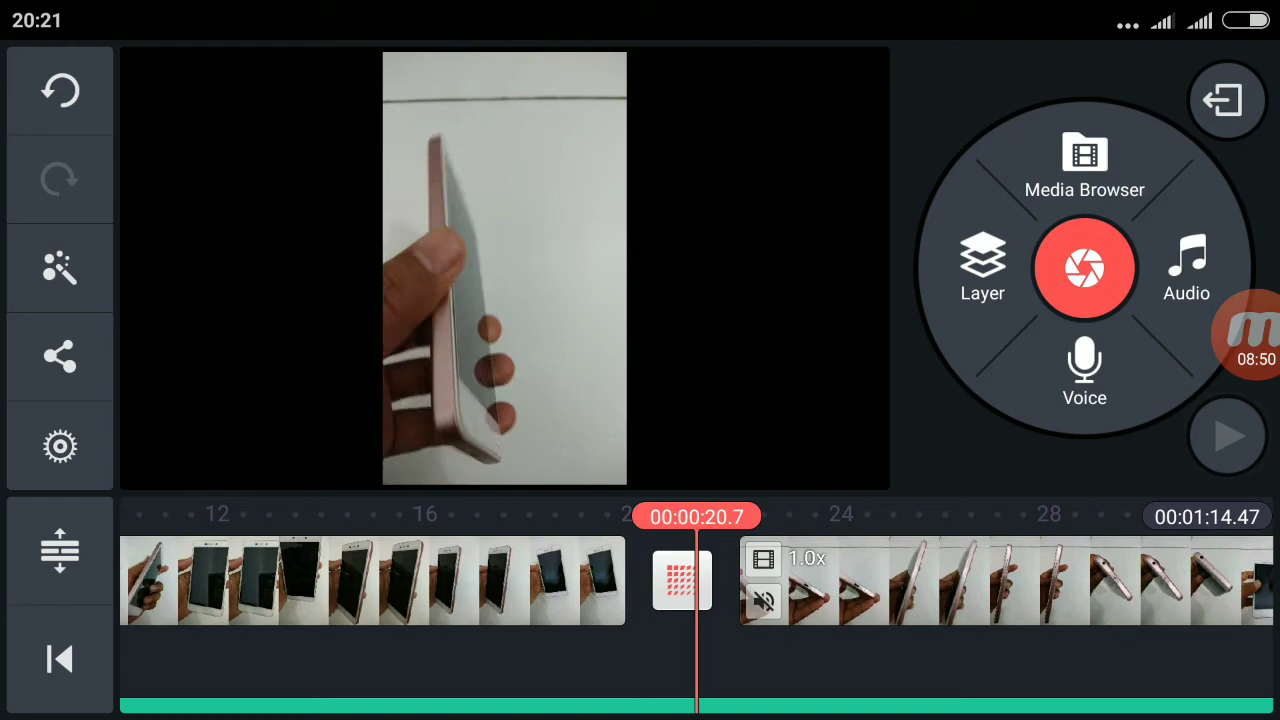 20:21
Media Browser
Layer
Audio
Voice
08:50
12
16
00:00:20.7
24
28
00:01:14.47
1.0x